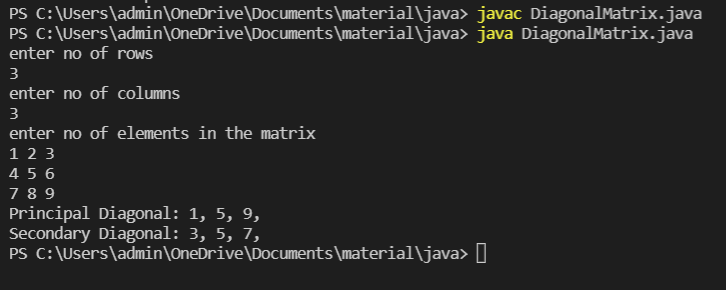 PS C:\Users\admin\OneDrive\Documents\material\java> javac DiagonalMatrix.java
PS C:\Users\admin\OneDrive\Documents\material\java> java DiagonalMatrix.java
enter no of rows
3
enter no of columns
3
enter no of elements in the matrix
1 2 3
4 5 6
7 8 9
Principal Diagonal: 1, 5, 9,
Secondary Diagonal: 3, 5, 7,
PS C:\Users\admin\OneDrive\Documents\material\java>